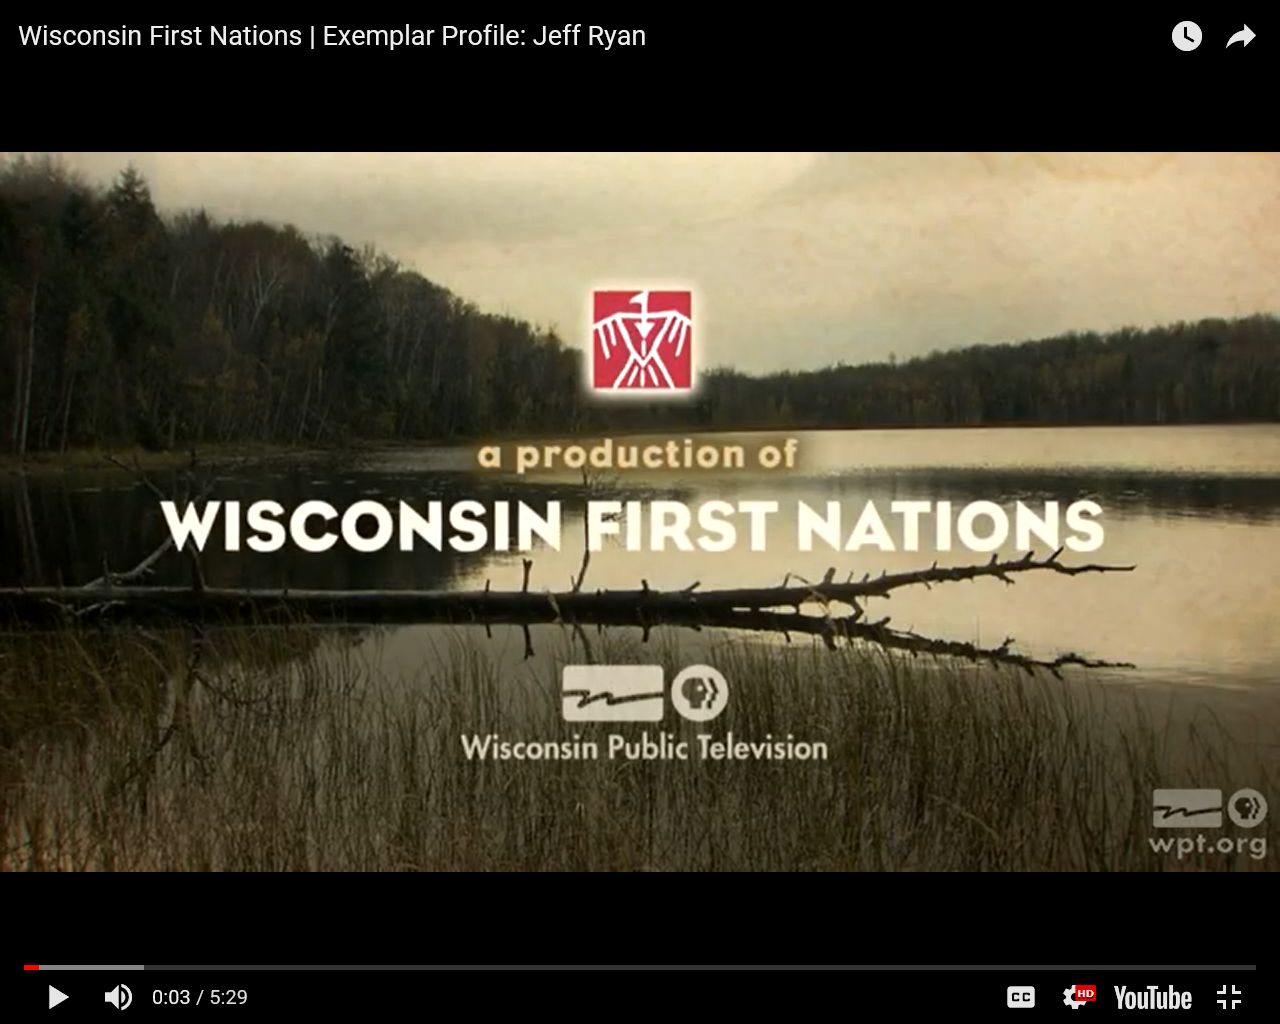 Wisconsin First Nations | Exemplar Profile: Jeff Ryan
a production of
WISCONSIN FIRST NATIONS
Wisconsin Public Television
wpt.org
0:03 / 5:29
CC
HD
YouTube